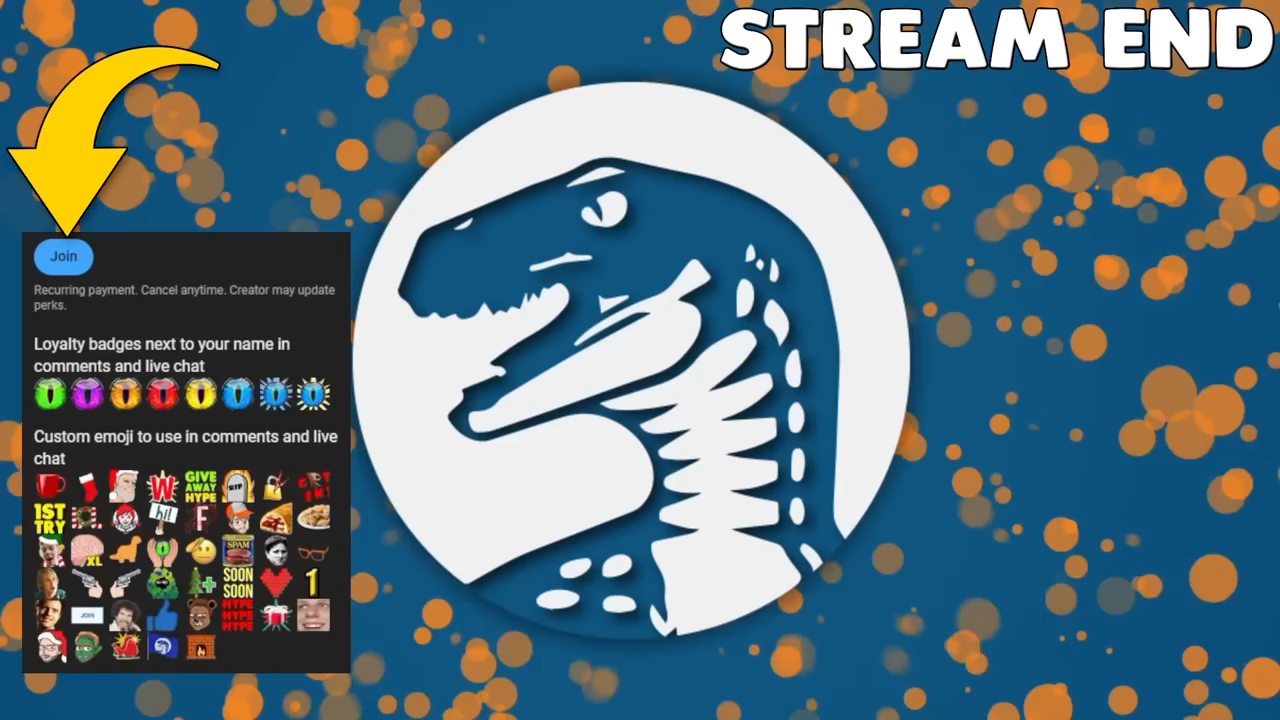 STREAM END
Join
Recurring payment. Cancel anytime. Creator may update
perks.
Loyalty badges next to your name in
comments and live chat
Custom emoji to use in comments and live
chat
W
GIVE
AWAY
HYPE
RIP
1ST
TRY
hi!
F
XL
SPAM
SOON
SOON
1
JOIN
HYPE
HYPE
HYPE